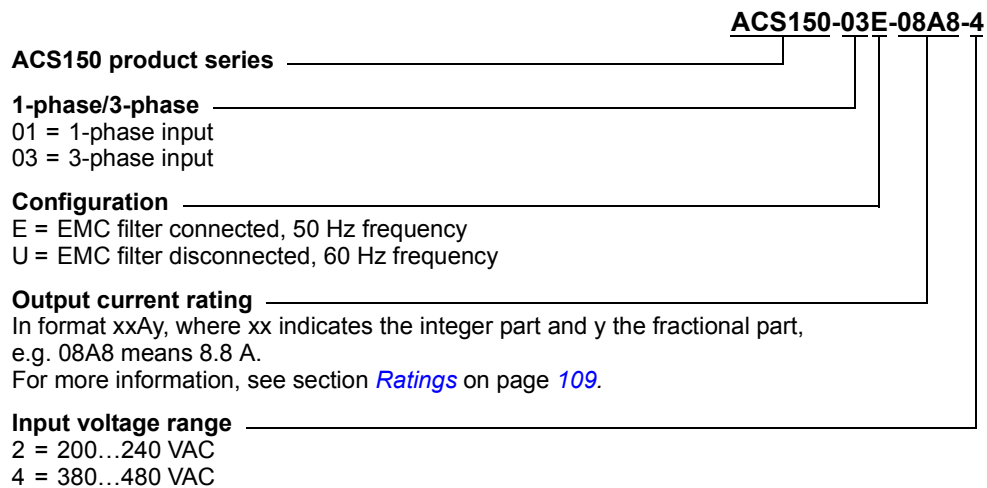 ACS150-03E-08A8-4
ACS150 product series
1-phase/3-phase
01 = 1-phase input
03 = 3-phase input
Configuration
E = EMC filter connected, 50 Hz frequency
U = EMC filter disconnected, 60 Hz frequency
Output current rating
In format xxAy, where xx indicates the integer part and y the fractional part,
e.g. 08A8 means 8.8 A.
For more information, see section Ratings on page 109.
Input voltage range
2 = 200…240 VAC
4 = 380…480 VAC